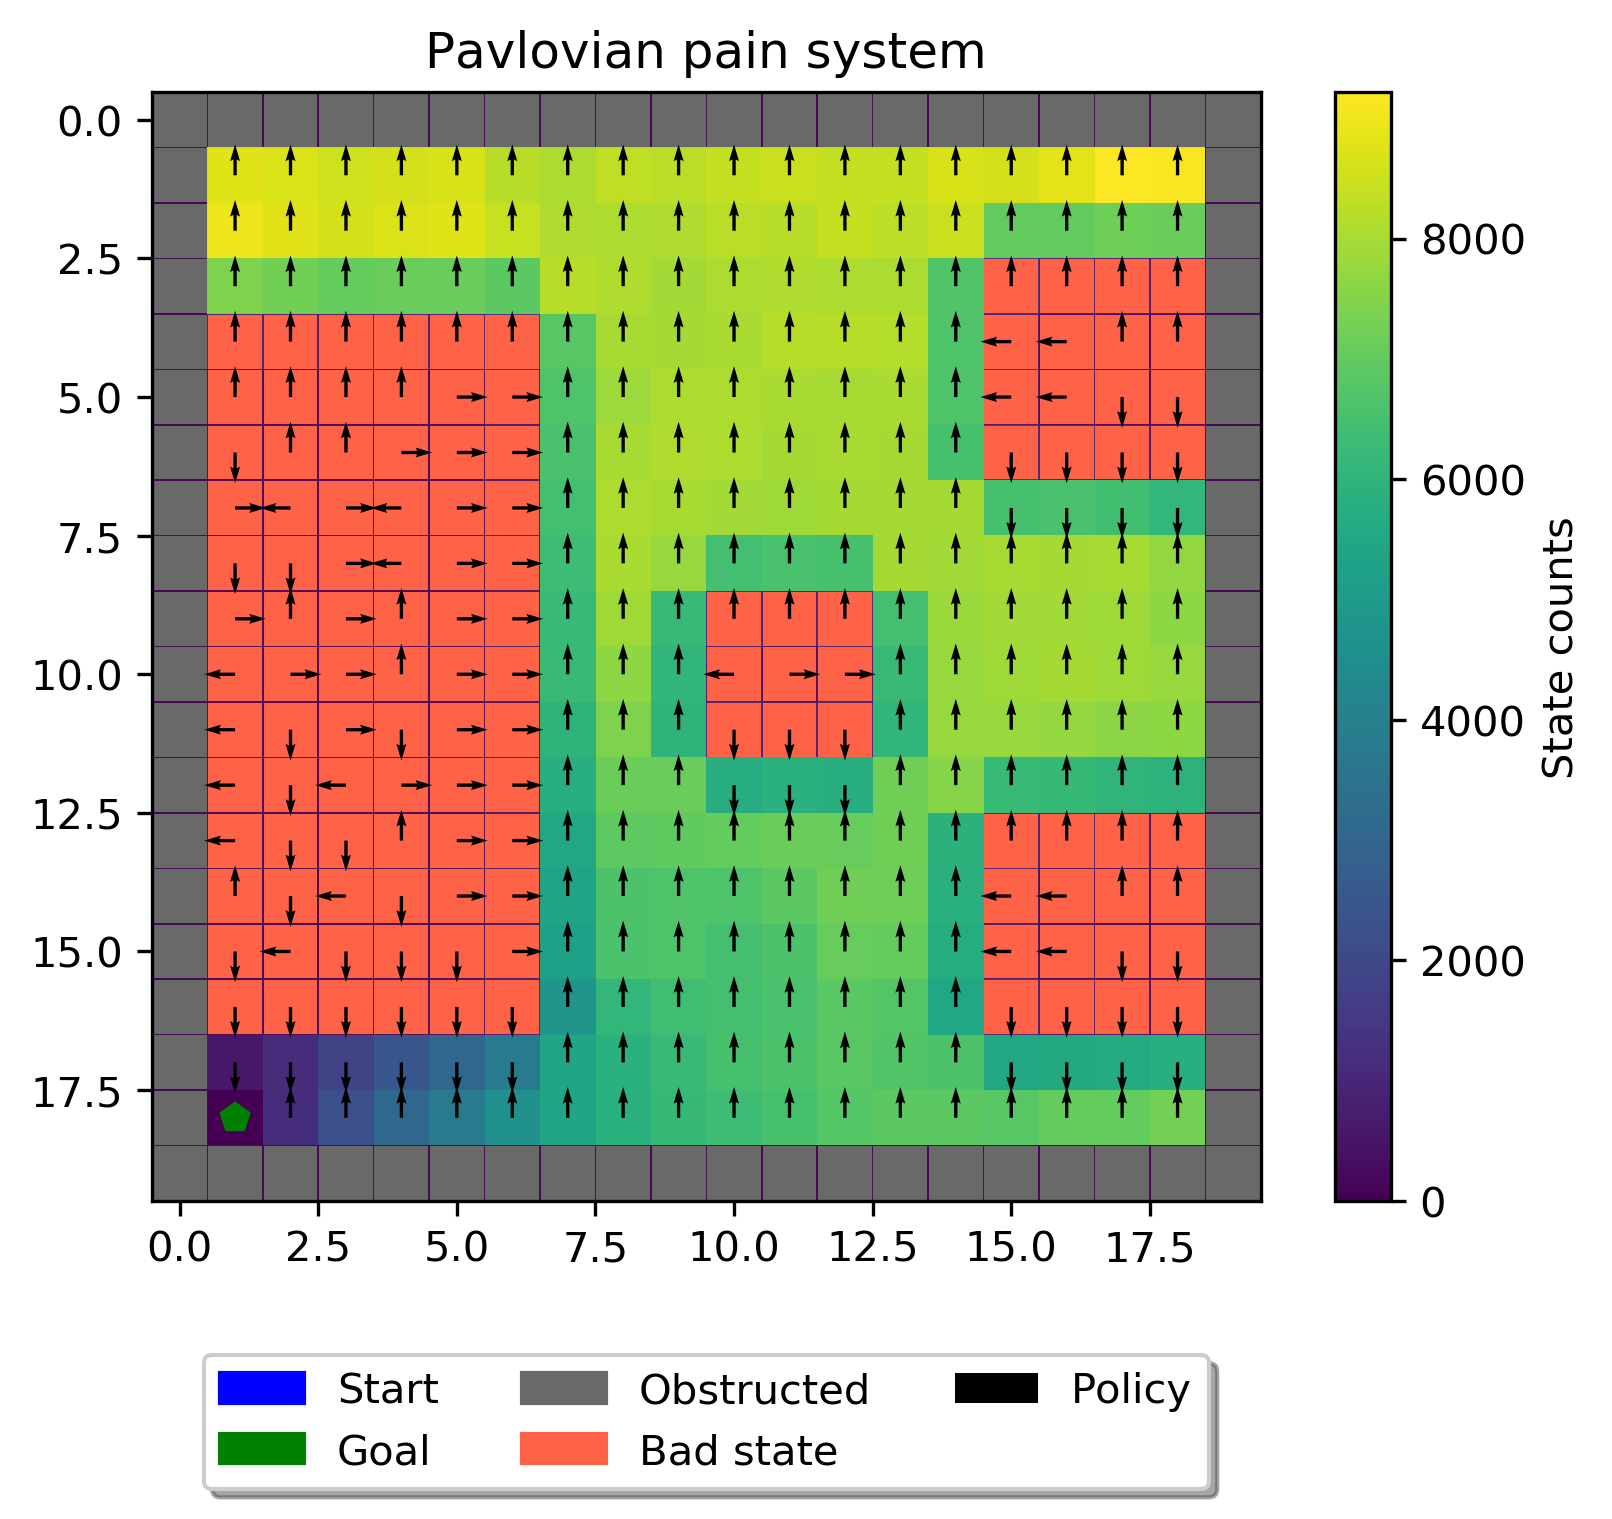 Pavlovian pain system
0.0
2.5
5.0
7.5
10.0
12.5
15.0
17.5
0.0 2.5 5.0 7.5 10.0 12.5 15.0 17.5
8000
6000
4000
2000
0
State counts
Start Obstructed Policy
Goal Bad state